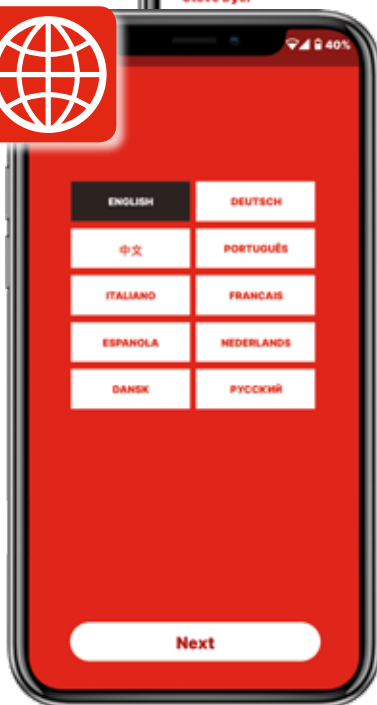 40%
ENGLISH
DEUTSCH
中文
PORTUGUÊS
ITALIANO
FRANCAIS
ESPANOLA
NEDERLANDS
DANSK
РУССКИЙ
Next